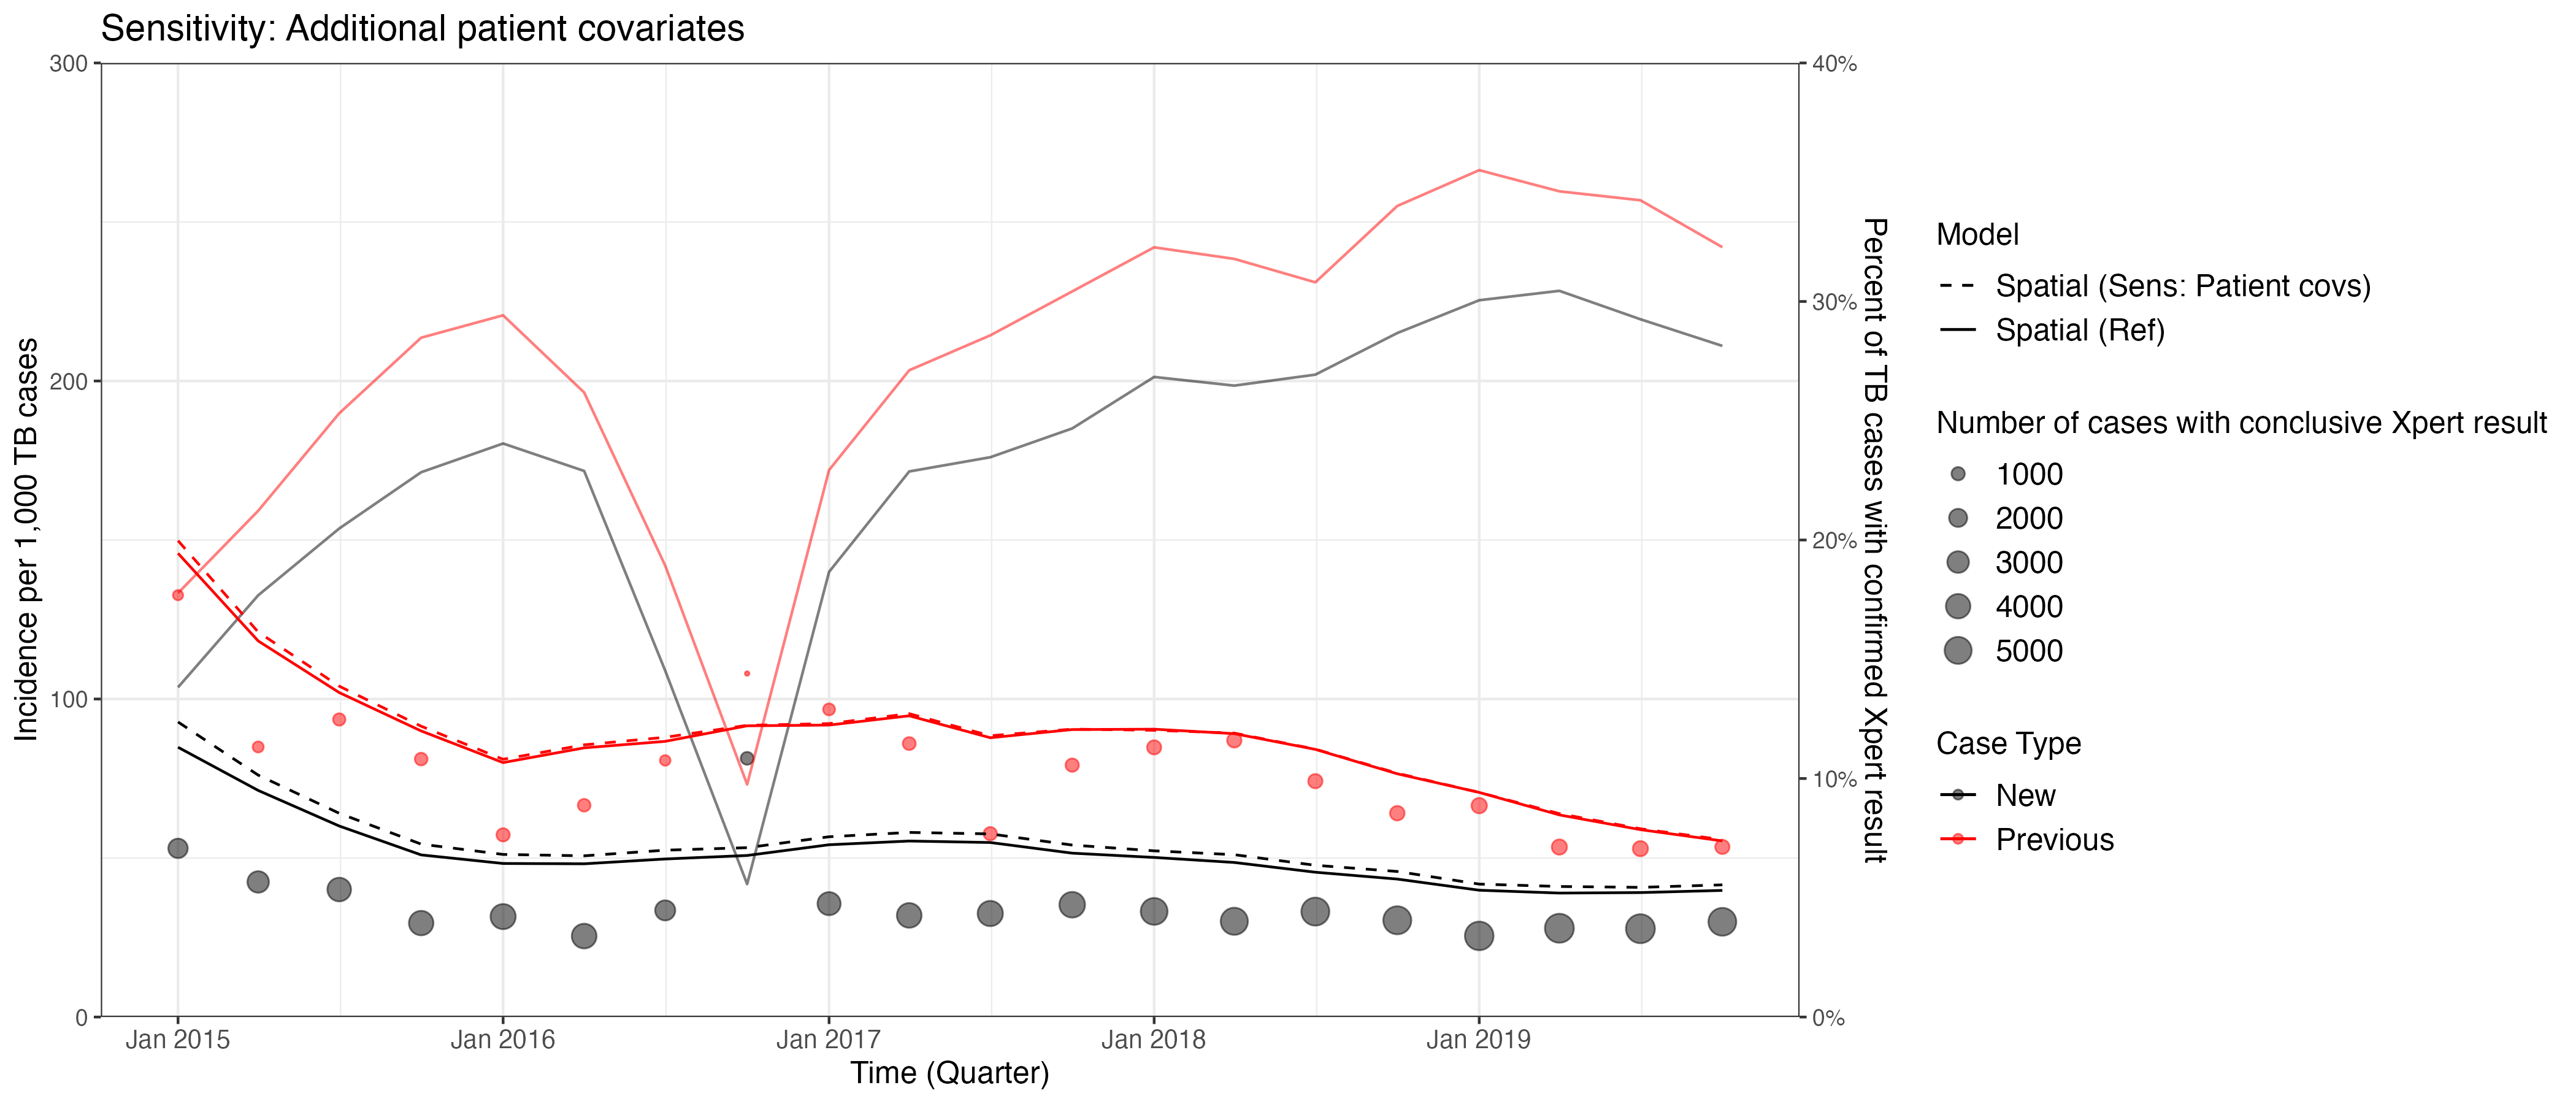 Sensitivity: Additional patient covariates
Incidence per 1,000 TB cases
300
200
100
0
40%
30%
20%
10%
0%
Percent of TB cases with confirmed Xpert result
Jan 2015
Jan 2016
Jan 2017
Jan 2018
Jan 2019
Time (Quarter)
Model
Spatial (Sens: Patient covs)
Spatial (Ref)
Number of cases with conclusive Xpert result
1000
2000
3000
4000
5000
Case Type
New
Previous